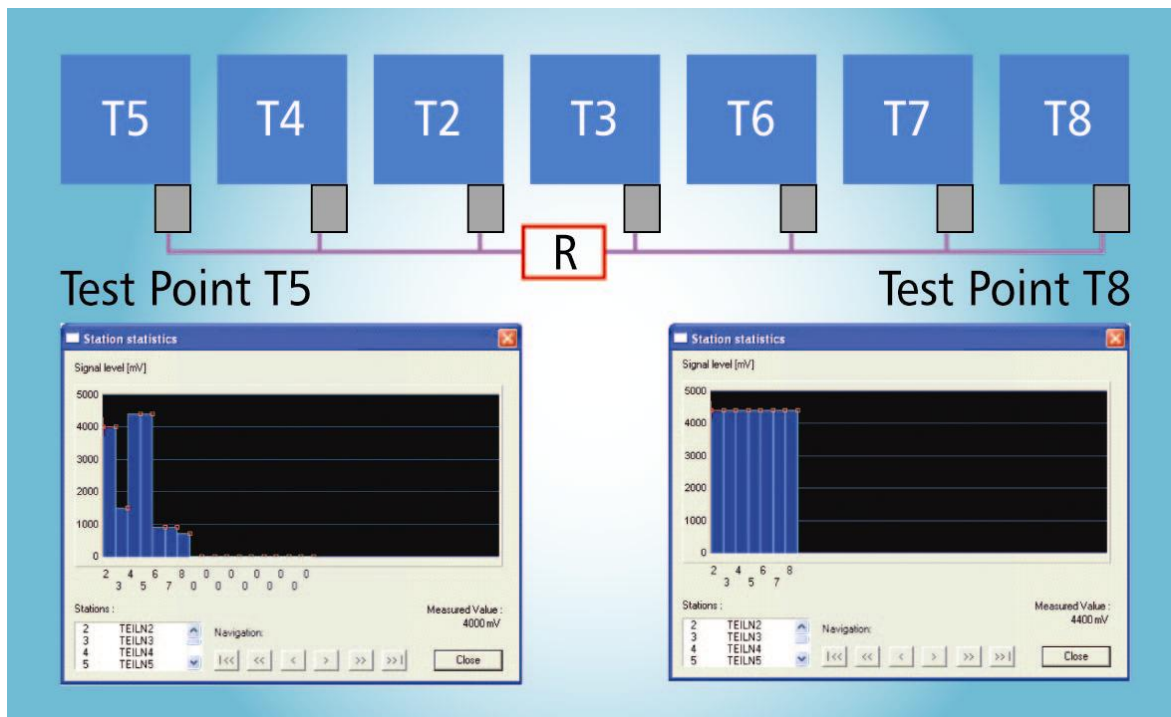 T5 T4 T2 T3 T6 T7 T8
R
Test Point T5
Test Point T8
Station statistics
Signal level [mV]
5000
4000
3000
2000
1000
0
2 4 6 8 0 0 0 0 0
3 5 7 0 0 0 0 0
Stations :
2 TEILN2
3 TEILN3
4 TEILN4
5 TEILN5
Navigation:
|<< << < > >> >>|
Measured Value :
4000 mV
Close
Station statistics
Signal level [mV]
5000
4000
3000
2000
1000
0
2 4 6 8
3 5 7
Stations :
2 TEILN2
3 TEILN3
4 TEILN4
5 TEILN5
Navigation:
|<< << < > >> >>|
Measured Value :
4400 mV
Close